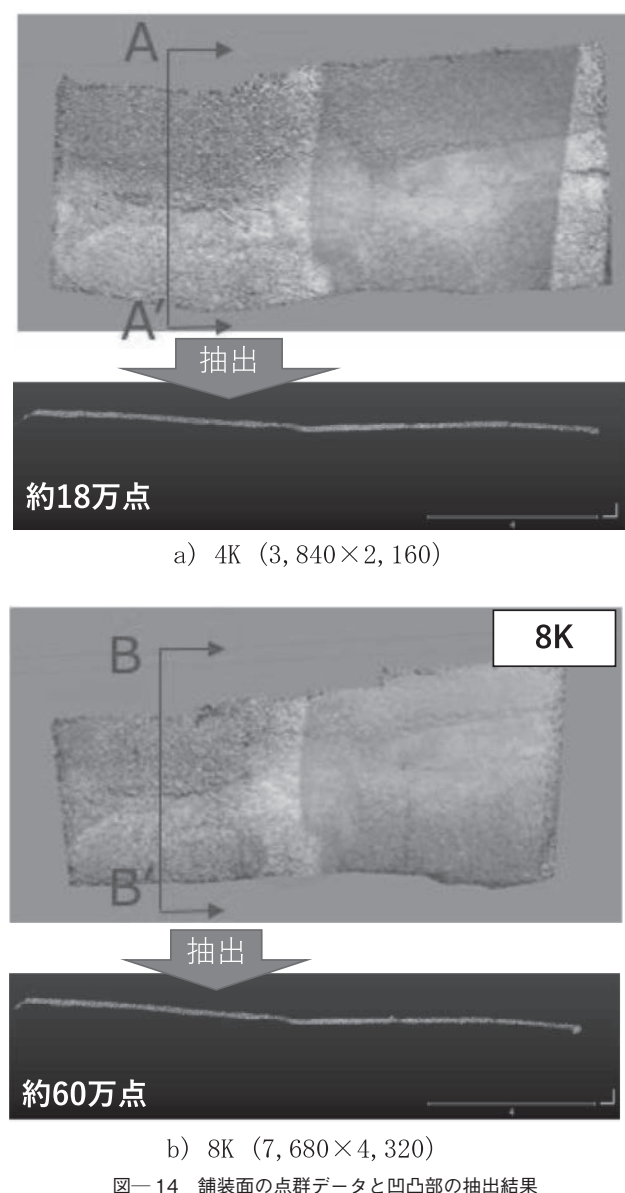 A
A′
抽出
約18万点
4
a) 4K (3,840×2,160)
8K
B
B′
抽出
約60万点
4
b) 8K (7,680×4,320)
図―14 舗装面の点群データと凹凸部の抽出結果